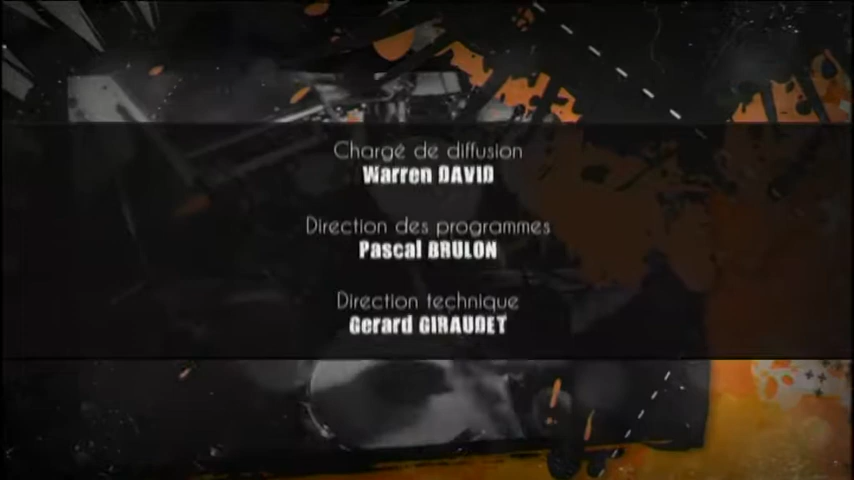 Chargé de diffusion
Warren DAVID
Direction des programmes
Pascal BRULON
Direction technique
Gerard GIRAUDET